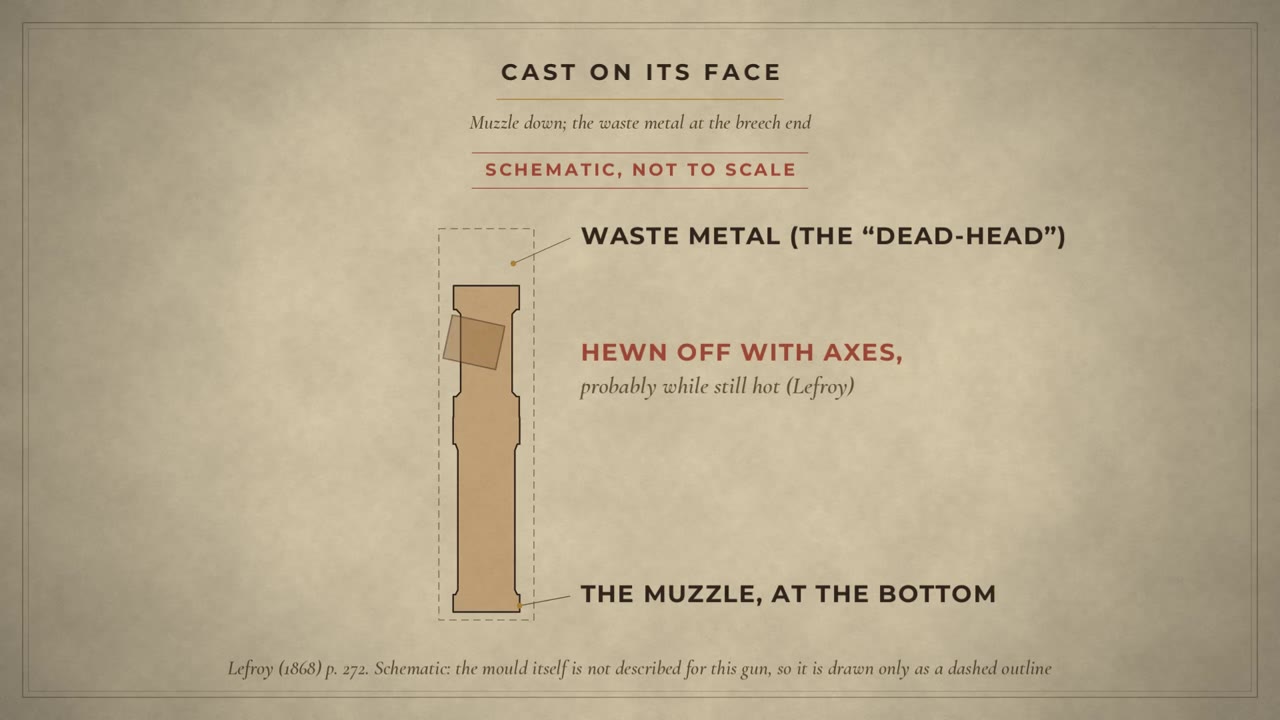 CAST ON ITS FACE
Muzzle down; the waste metal at the breech end
SCHEMATIC, NOT TO SCALE
WASTE METAL (THE “DEAD-HEAD”)
HEWN OFF WITH AXES,
probably while still hot (Lefroy)
THE MUZZLE, AT THE BOTTOM
Lefroy (1868) p. 272. Schematic: the mould itself is not described for this gun, so it is drawn only as a dashed outline